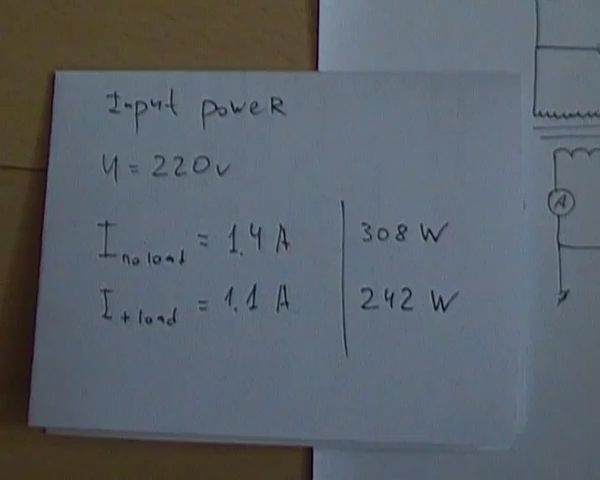 Input power
U = 220v
I no load = 1.4 A | 308 W
I + load = 1.1 A | 242 W
A